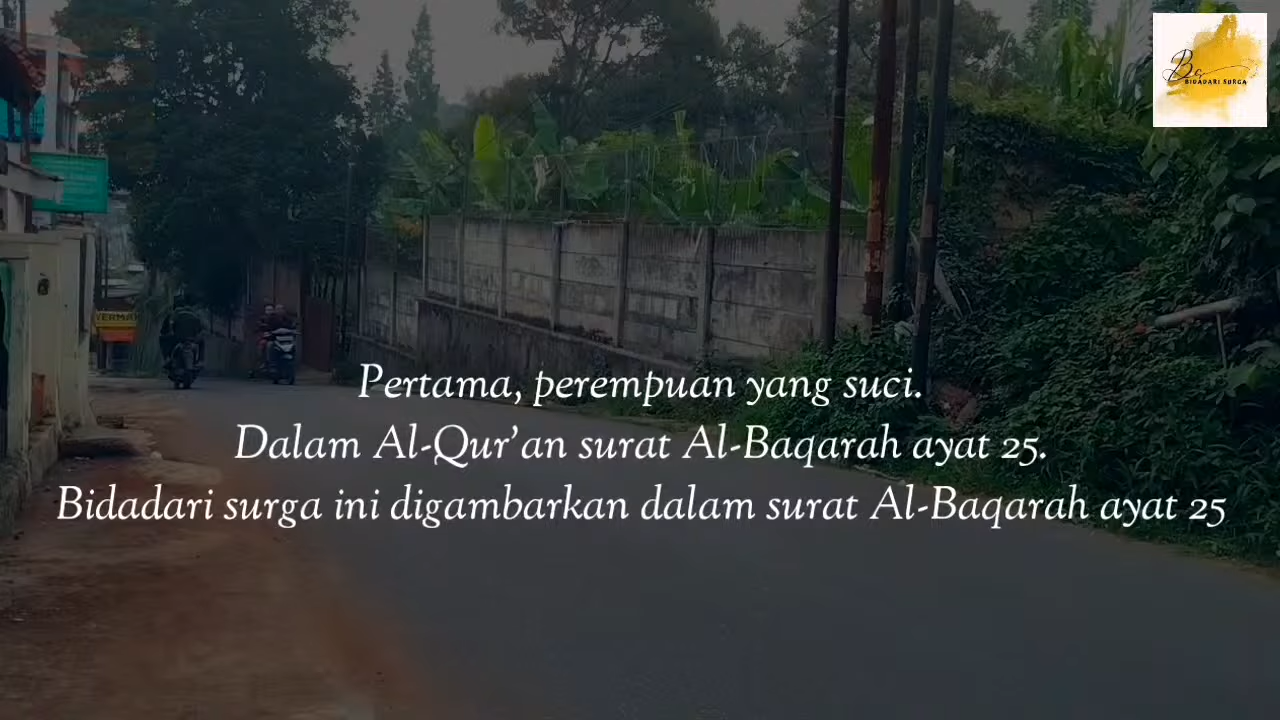 Bs
BIDADARI SURGA
Pertama, perempuan yang suci.
Dalam Al-Qur'an surat Al-Baqarah ayat 25.
Bidadari surga ini digambarkan dalam surat Al-Baqarah ayat 25